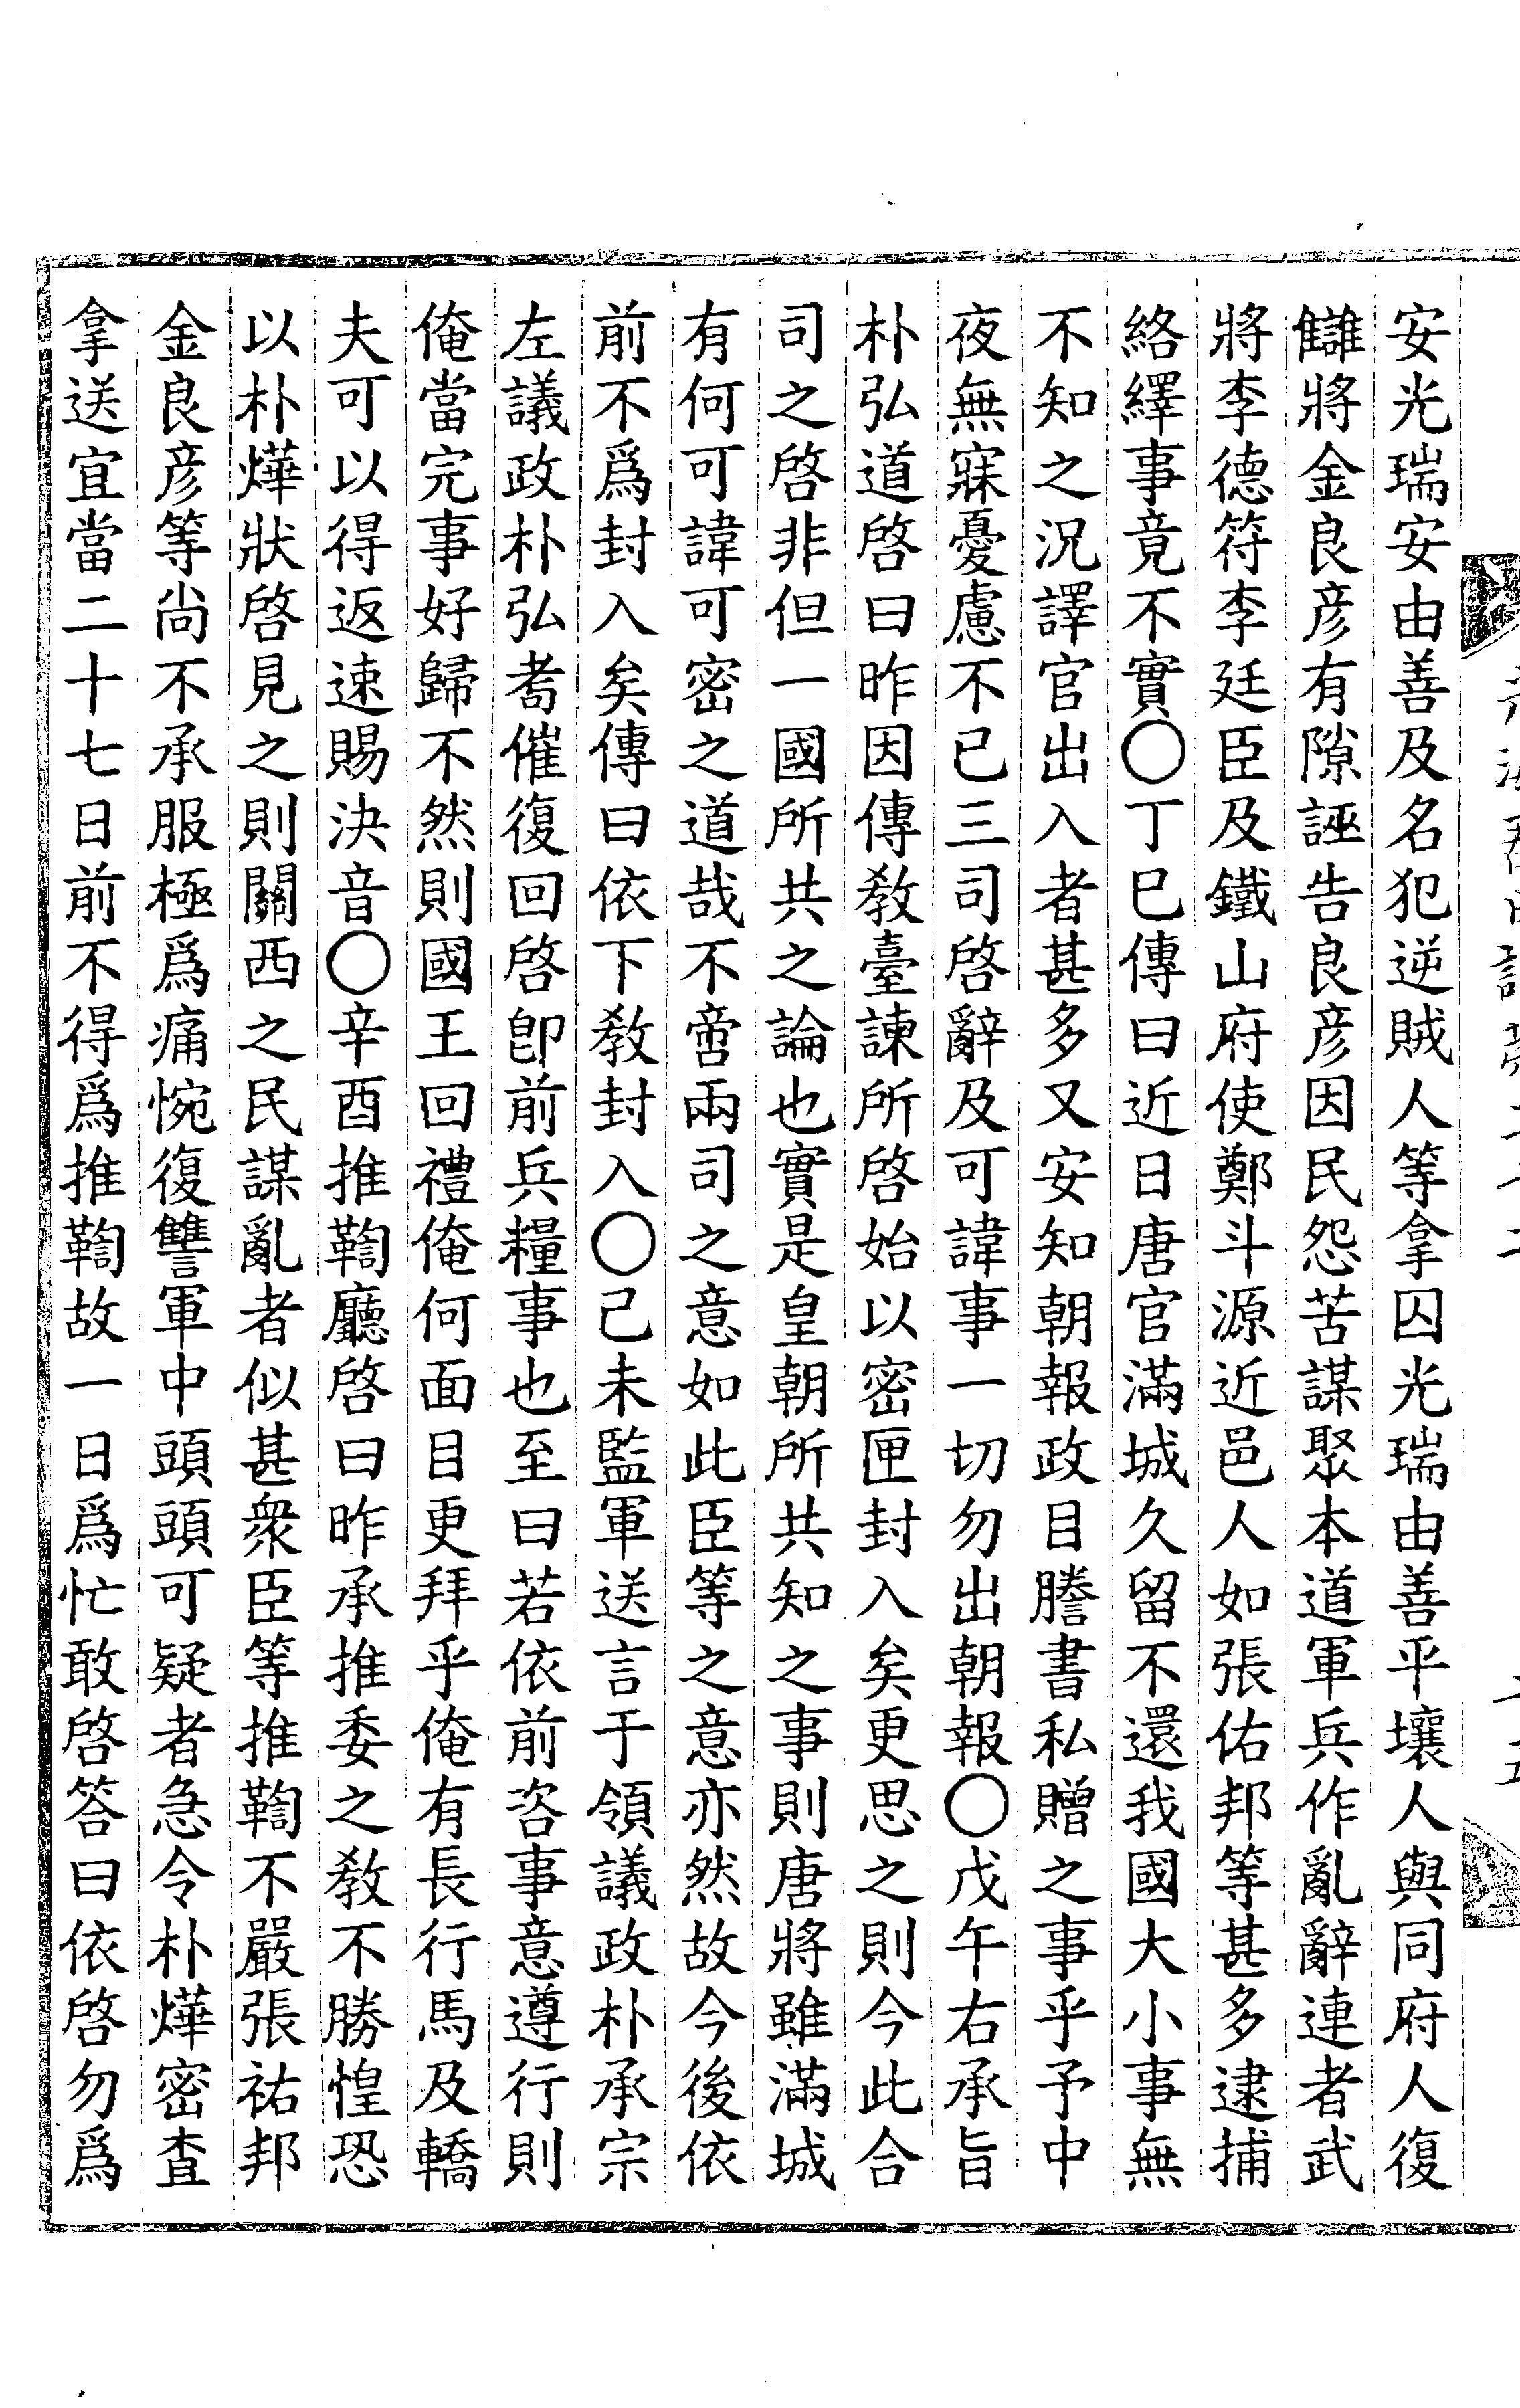 安光瑞安由善及名犯逆賊人等拿囚光瑞由善平壤人與同府人復
讎將金良彦有隙誣告良彦因民怨苦謀聚本道軍兵作亂辭連者武
將李德符李廷臣及鐵山府使鄭斗源近邑人如張佑邦等甚多逮捕
絡繹事竟不實〇丁巳傳曰近日唐官滿城久留不還我國大小事無
不知之況譯官出入者甚多又安知朝報政目謄書私贈之事乎予中
夜無寐憂慮不已三司啓辭及可諱事一切勿出朝報〇戊午右承旨
朴弘道啓曰昨因傳敎臺諫所啓始以密匣封入矣更思之則今此合
司之啓非但一國所共之論也實是皇朝所共知之事則唐將雖滿城
有何可諱可密之道哉不啻兩司之意如此臣等之意亦然故今後依
前不爲封入矣傳曰依下敎封入〇己未監軍送言于領議政朴承宗
左議政朴弘耉催復回啓卽前兵糧事也至曰若依前咨事意遵行則
俺當完事好歸不然則國王回禮俺何面目更拜乎俺有長行馬及轎
夫可以得返速賜決音〇辛酉推鞫廳啓曰昨承推委之敎不勝惶恐
以朴燁狀啓見之則關西之民謀亂者似甚衆臣等推鞫不嚴張祐邦
金良彦等尚不承服極爲痛惋復讐軍中頭頭可疑者急令朴燁密査
拿送宜當二十七日前不得爲推鞫故一日爲忙敢啓答曰依啓勿爲